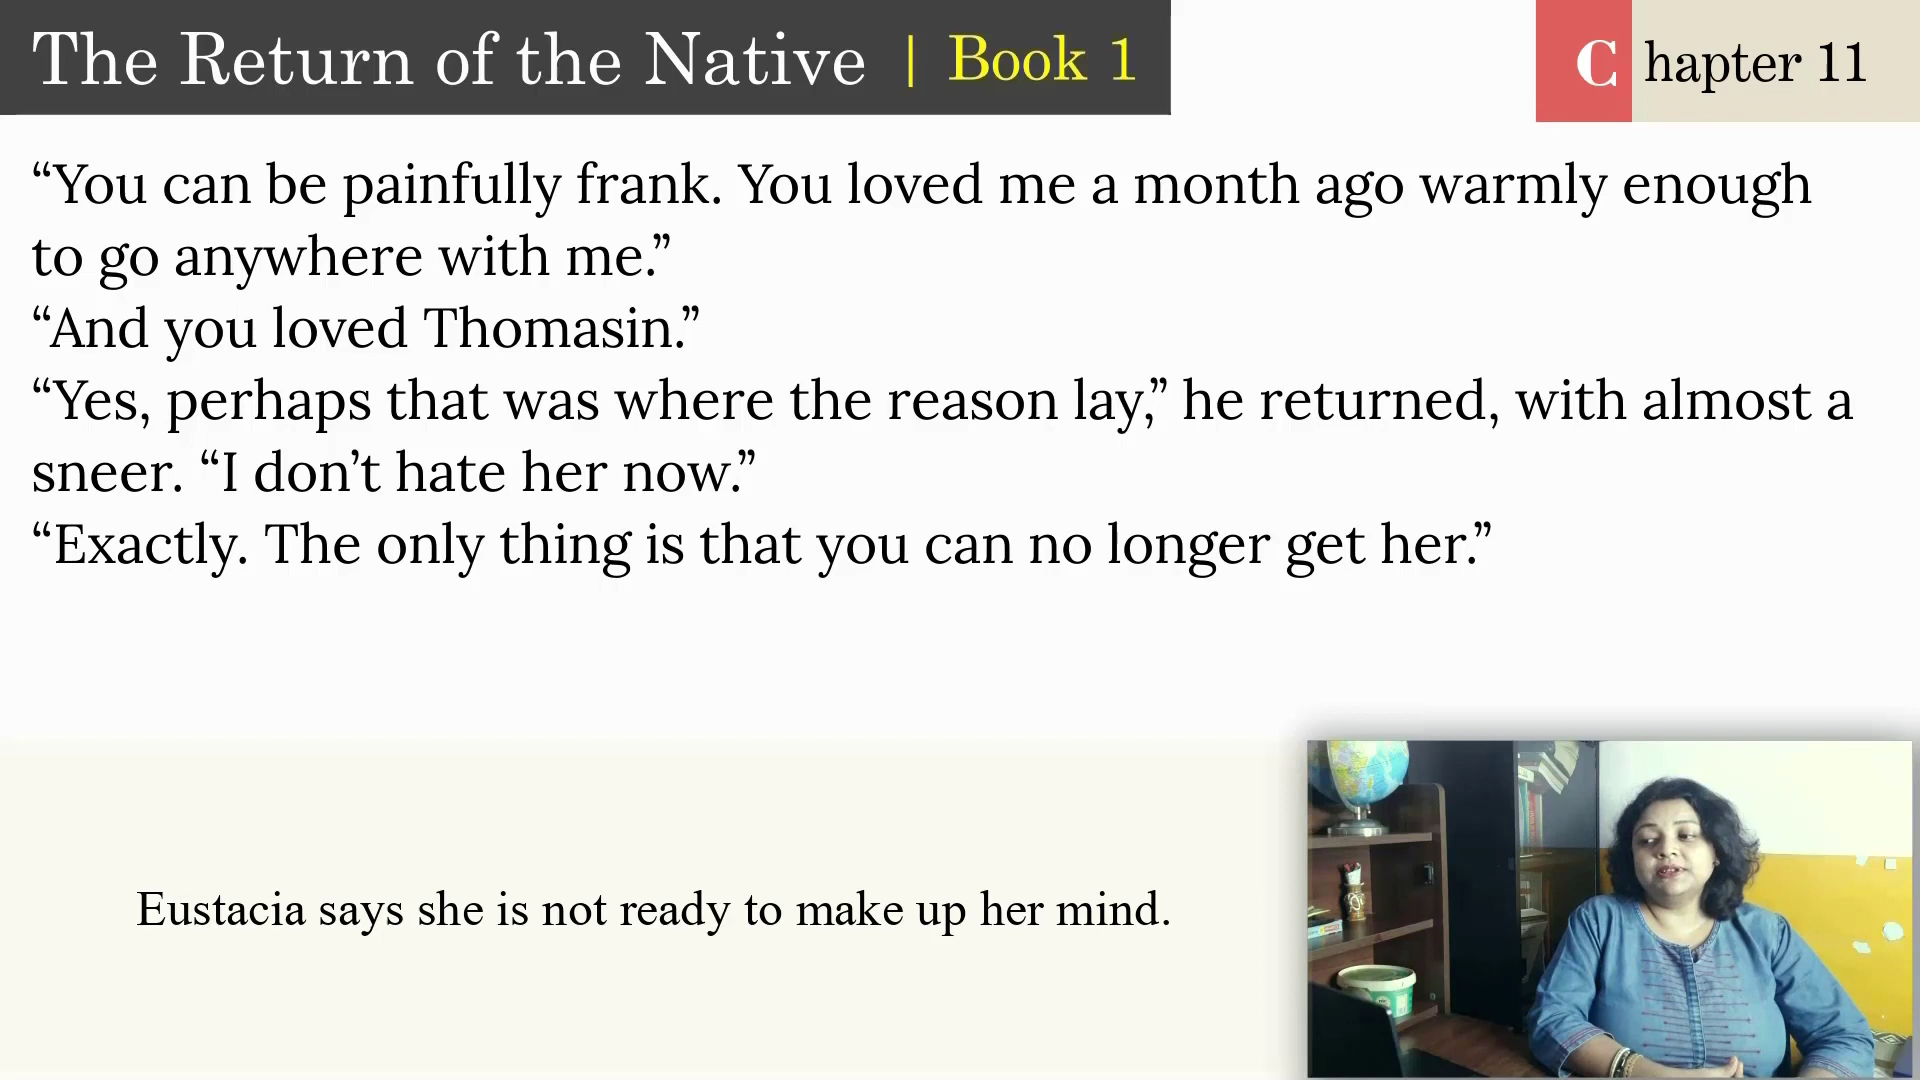 The Return of the Native | Book 1
Chapter 11
“You can be painfully frank. You loved me a month ago warmly enough
to go anywhere with me.”
“And you loved Thomasin.”
“Yes, perhaps that was where the reason lay,” he returned, with almost a
sneer. “I don’t hate her now.”
“Exactly. The only thing is that you can no longer get her.”
Eustacia says she is not ready to make up her mind.